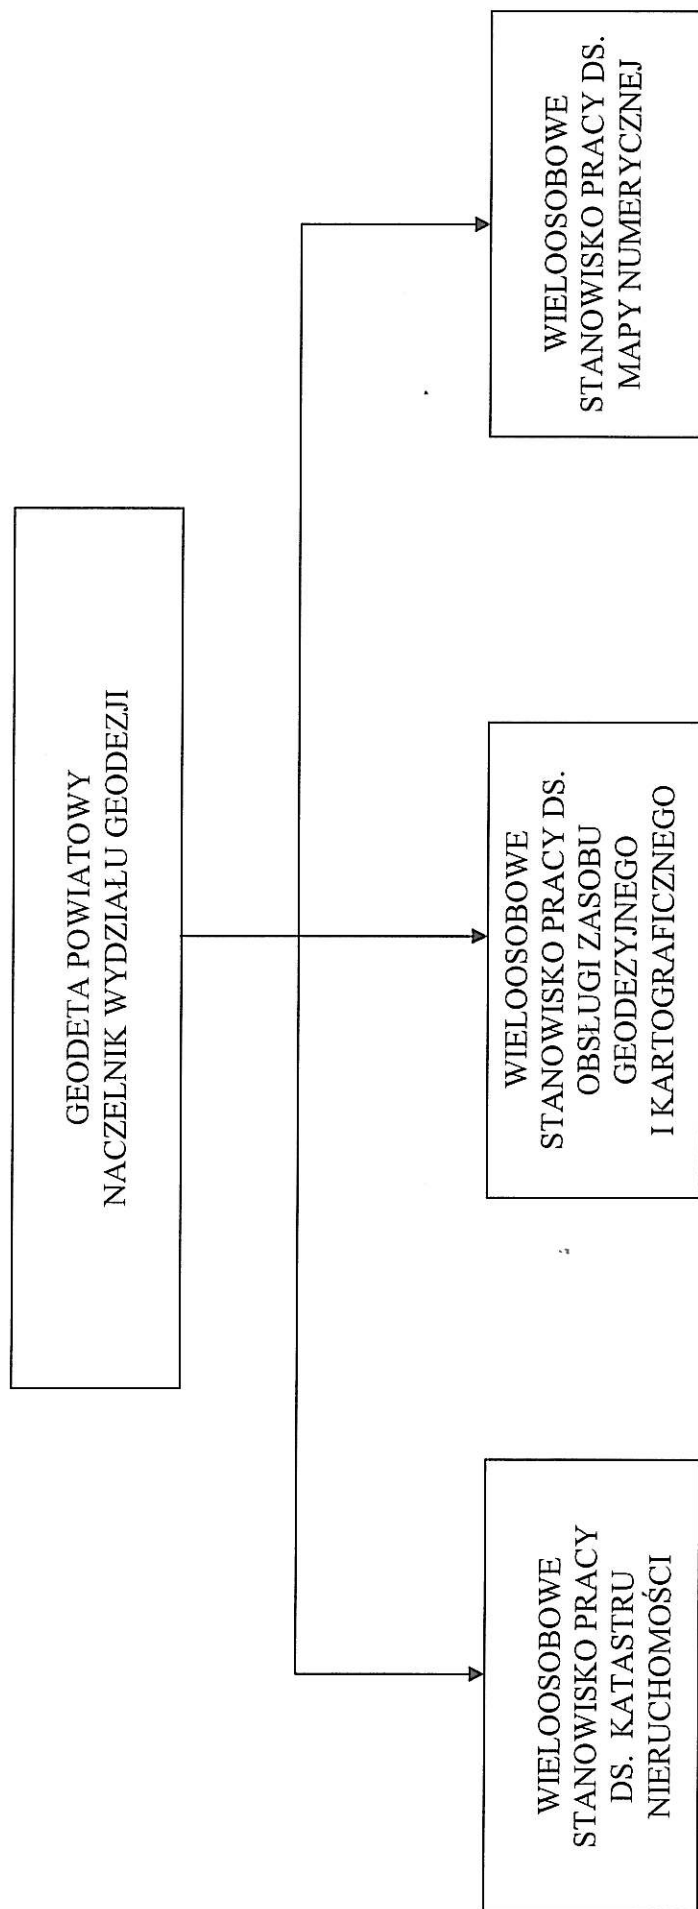 GEODETA POWIATOWY
NACZELNIK WYDZIAŁU GEODEZJI
WIELOOSOBOWE
STANOWISKO PRACY
DS. KATASTRU
NIERUCHOMOŚCI
WIELOOSOBOWE
STANOWISKO PRACY DS.
OBSŁUGI ZASOBU
GEODEZYJNEGO
I KARTOGRAFICZNEGO
WIELOOSOBOWE
STANOWISKO PRACY DS.
MAPY NUMERYCZNEJ